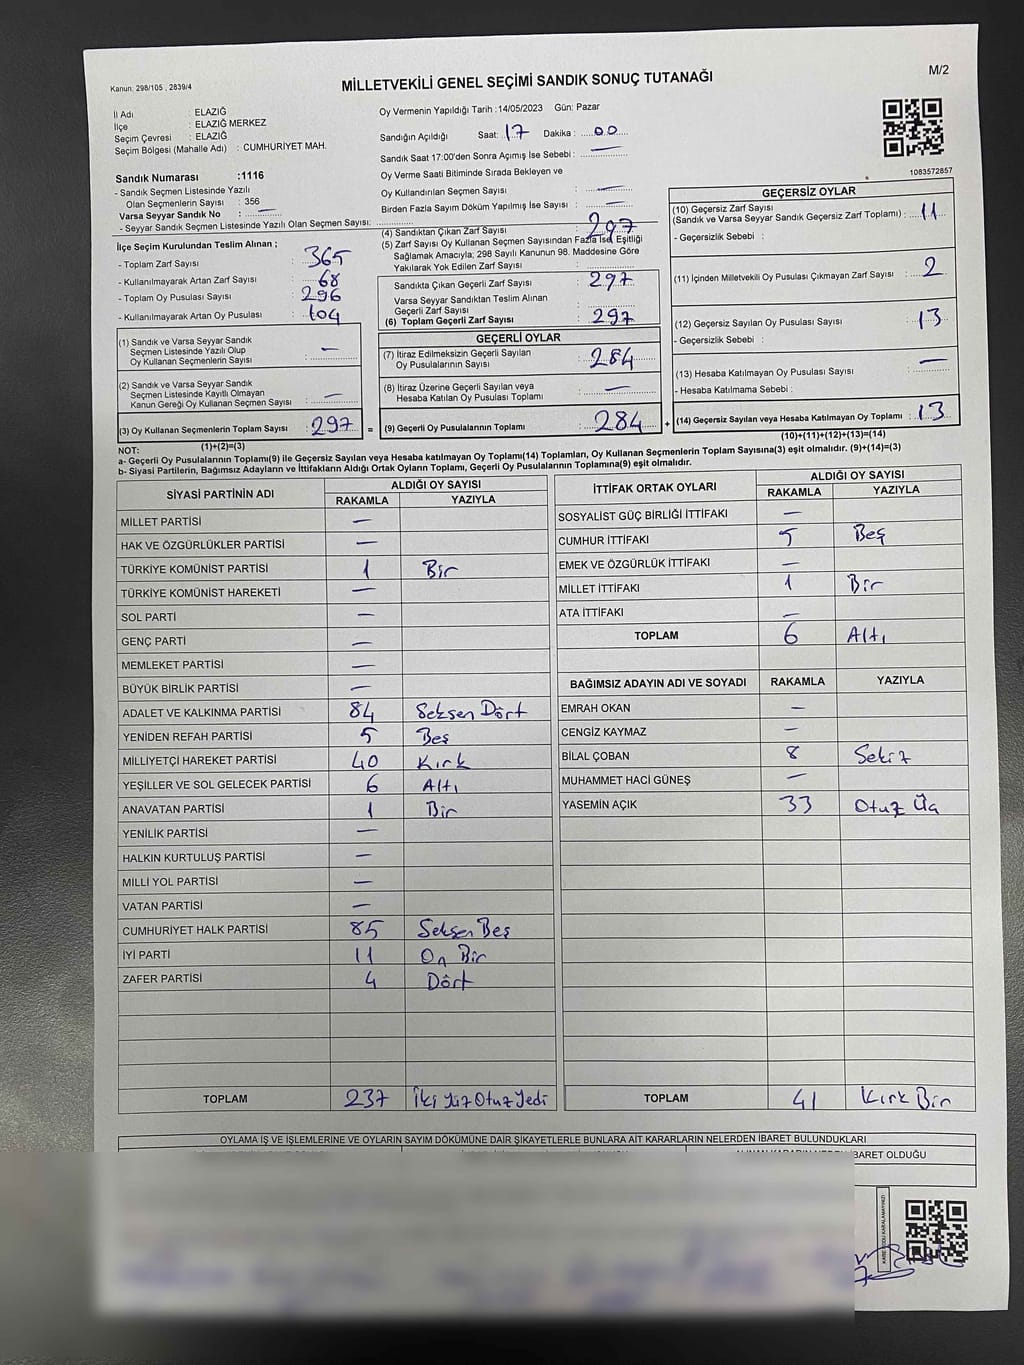 Kanun: 298/105 , 2839/4
MİLLETVEKİLİ GENEL SEÇİMİ SANDIK SONUÇ TUTANAĞI
M/2
İl Adı : ELAZIĞ
İlçe : ELAZIĞ MERKEZ
Seçim Çevresi : ELAZIĞ
Seçim Bölgesi (Mahalle Adı) : CUMHURİYET MAH.
Sandık Numarası :1116
- Sandık Seçmen Listesinde Yazılı
Olan Seçmenlerin Sayısı : 356
Varsa Seyyar Sandık No : —
- Seyyar Sandık Seçmen Listesinde Yazılı Olan Seçmen Sayısı:
Oy Vermenin Yapıldığı Tarih :14/05/2023 Gün: Pazar
Sandığın Açıldığı Saat: 17 Dakika : 00
Sandık Saat 17:00'den Sonra Açımış İse Sebebi : —
Oy Verme Saati Bitiminde Sırada Bekleyen ve
Oy Kullandırılan Seçmen Sayısı : —
Birden Fazla Sayım Döküm Yapılmış İse Sayısı : —
1083572857
İlçe Seçim Kurulundan Teslim Alınan ;
- Toplam Zarf Sayısı : 365
- Kullanılmayarak Artan Zarf Sayısı : 68
- Toplam Oy Pusulası Sayısı : 296
- Kullanılmayarak Artan Oy Pusulası : 104
(1) Sandık ve Varsa Seyyar Sandık
Seçmen Listesinde Yazılı Olup
Oy Kullanan Seçmenlerin Sayısı : —
(2) Sandık ve Varsa Seyyar Sandık
Seçmen Listesinde Kayıtlı Olmayan
Kanun Gereği Oy Kullanan Seçmen Sayısı : —
(3) Oy Kullanan Seçmenlerin Toplam Sayısı : 297 =
(1)+(2)=(3)
(4) Sandıktan Çıkan Zarf Sayısı : 297
(5) Zarf Sayısı Oy Kullanan Seçmen Sayısından Fazla İse, Eşitliği
Sağlamak Amacıyla; 298 Sayılı Kanunun 98. Maddesine Göre
Yakılarak Yok Edilen Zarf Sayısı :
Sandıkta Çıkan Geçerli Zarf Sayısı : 297
Varsa Seyyar Sandıktan Teslim Alınan
Geçerli Zarf Sayısı :
(6) Toplam Geçerli Zarf Sayısı : 297
GEÇERLİ OYLAR
(7) İtiraz Edilmeksizin Geçerli Sayılan
Oy Pusulalarının Sayısı : 284
(8) İtiraz Üzerine Geçerli Sayılan veya
Hesaba Katılan Oy Pusulası Toplamı : —
(9) Geçerli Oy Pusulalarının Toplamı : 284 +
GEÇERSİZ OYLAR
(10) Geçersiz Zarf Sayısı
(Sandık ve Varsa Seyyar Sandık Geçersiz Zarf Toplamı) : 11
- Geçersizlik Sebebi :
(11) İçinden Milletvekili Oy Pusulası Çıkmayan Zarf Sayısı : 2
(12) Geçersiz Sayılan Oy Pusulası Sayısı : 13
- Geçersizlik Sebebi :
(13) Hesaba Katılmayan Oy Pusulası Sayısı : —
- Hesaba Katılmama Sebebi :
(14) Geçersiz Sayılan veya Hesaba Katılmayan Oy Toplamı : 13
(10)+(11)+(12)+(13)=(14)
NOT:
a- Geçerli Oy Pusulalarının Toplamı(9) ile Geçersiz Sayılan veya Hesaba katılmayan Oy Toplamı(14) Toplamları, Oy Kullanan Seçmenlerin Toplam Sayısına(3) eşit olmalıdır. (9)+(14)=(3)
b- Siyasi Partilerin, Bağımsız Adayların ve İttifakların Aldığı Ortak Oyların Toplamı, Geçerli Oy Pusulalarının Toplamına(9) eşit olmalıdır.
SİYASİ PARTİNİN ADI ALDIĞI OY SAYISI
RAKAMLA YAZIYLA
MİLLET PARTİSİ —
HAK VE ÖZGÜRLÜKLER PARTİSİ —
TÜRKİYE KOMÜNİST PARTİSİ 1 Bir
TÜRKİYE KOMÜNİST HAREKETİ —
SOL PARTİ —
GENÇ PARTİ —
MEMLEKET PARTİSİ —
BÜYÜK BİRLİK PARTİSİ —
ADALET VE KALKINMA PARTİSİ 84 Seksen Dört
YENİDEN REFAH PARTİSİ 5 Beş
MİLLİYETÇİ HAREKET PARTİSİ 40 Kırk
YEŞİLLER VE SOL GELECEK PARTİSİ 6 Altı
ANAVATAN PARTİSİ 1 Bir
YENİLİK PARTİSİ —
HALKIN KURTULUŞ PARTİSİ —
MİLLİ YOL PARTİSİ —
VATAN PARTİSİ —
CUMHURİYET HALK PARTİSİ 85 Seksen Beş
İYİ PARTİ 11 On Bir
ZAFER PARTİSİ 4 Dört
TOPLAM 237 İki Yüz Otuz Yedi
İTTİFAK ORTAK OYLARI ALDIĞI OY SAYISI
RAKAMLA YAZIYLA
SOSYALİST GÜÇ BİRLİĞİ İTTİFAKI —
CUMHUR İTTİFAKI 5 Beş
EMEK VE ÖZGÜRLÜK İTTİFAKI —
MİLLET İTTİFAKI 1 Bir
ATA İTTİFAKI —
TOPLAM 6 Altı
BAĞIMSIZ ADAYIN ADI VE SOYADI RAKAMLA YAZIYLA
EMRAH OKAN —
CENGİZ KAYMAZ —
BİLAL ÇOBAN 8 Sekiz
MUHAMMET HACİ GÜNEŞ —
YASEMİN AÇIK 33 Otuz Üç
TOPLAM 41 Kırk Bir
OYLAMA İŞ VE İŞLEMLERİNE VE OYLARIN SAYIM DÖKÜMÜNE DAİR ŞİKAYETLERLE BUNLARA AİT KARARLARIN NELERDEN İBARET BULUNDUKLARI
BARET OLDUĞU
KARE KODU KARALAMAYINIZ!